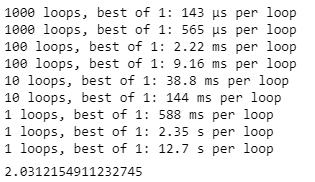 1000 loops, best of 1: 143 µs per loop
1000 loops, best of 1: 565 µs per loop
100 loops, best of 1: 2.22 ms per loop
100 loops, best of 1: 9.16 ms per loop
10 loops, best of 1: 38.8 ms per loop
10 loops, best of 1: 144 ms per loop
1 loops, best of 1: 588 ms per loop
1 loops, best of 1: 2.35 s per loop
1 loops, best of 1: 12.7 s per loop
2.0312154911232745